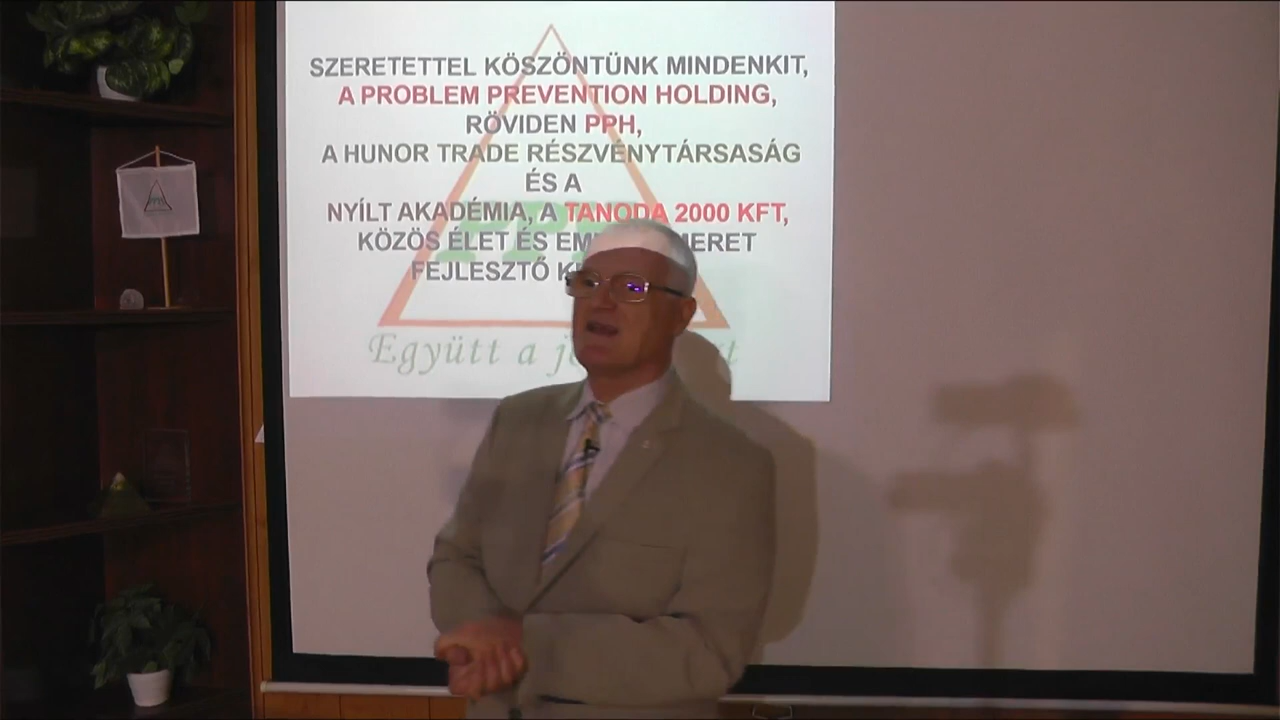 SZERETETTEL KÖSZÖNTÜNK MINDENKIT,
A PROBLEM PREVENTION HOLDING,
RÖVIDEN PPH,
A HUNOR TRADE RÉSZVÉNYTÁRSASÁG
ÉS A
NYÍLT AKADÉMIA, A TANODA 2000 KFT,
KÖZÖS ÉLET ÉS
FEJLESZTŐ
Együtt a